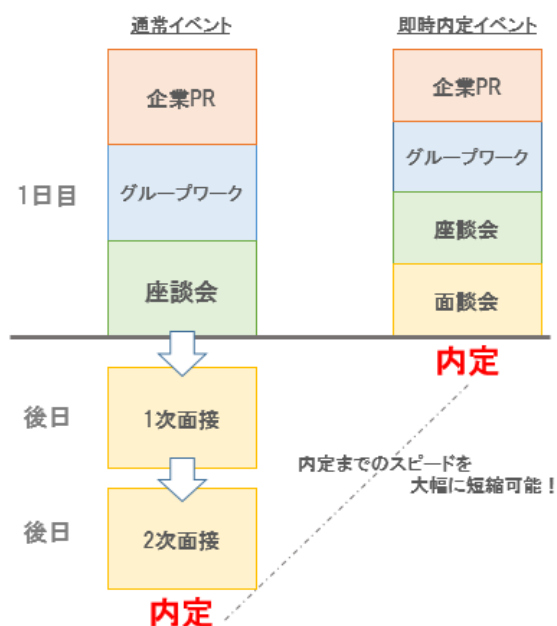 通常イベント
即時内定イベント
企業PR
企業PR
グループワーク
グループワーク
1日目
座談会
座談会
面談会
内定
後日
1次面接
内定までのスピードを
大幅に短縮可能！
後日
2次面接
内定